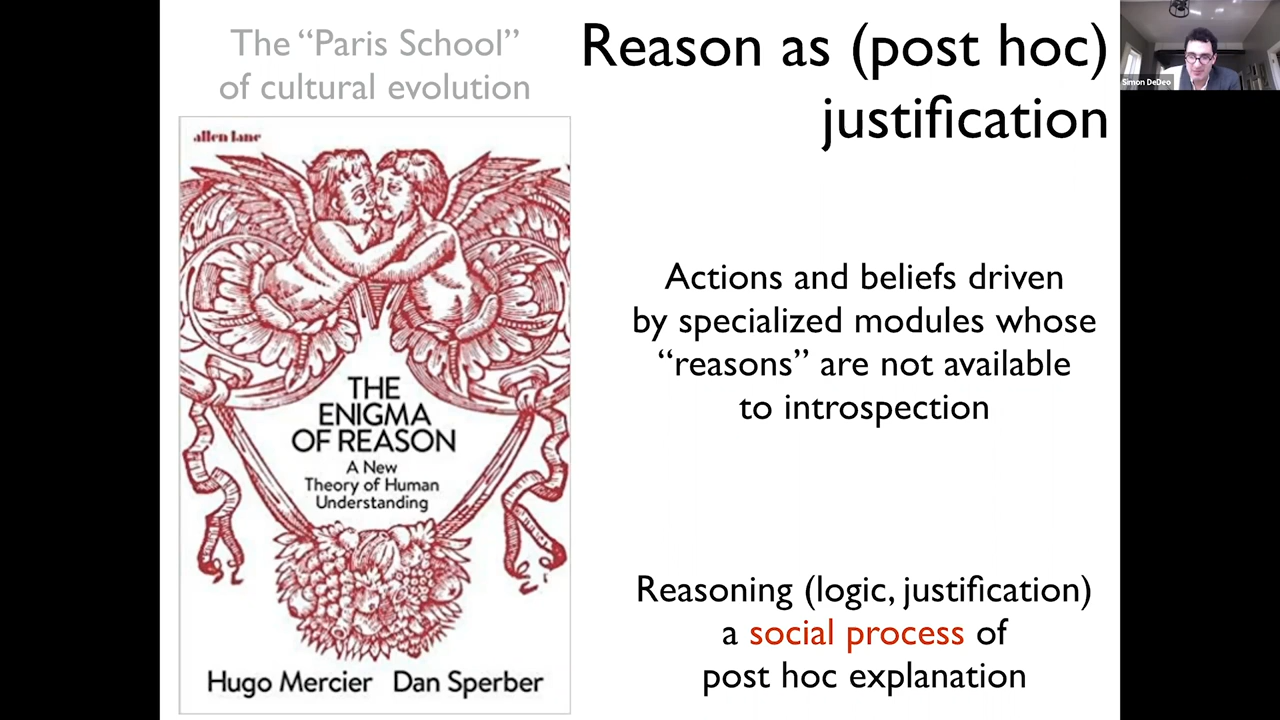 The “Paris School”
of cultural evolution
Reason as (post hoc)
justification
Simon DeDeo
allen lane
THE
ENIGMA
OF REASON
A New
Theory of Human
Understanding
Hugo Mercier Dan Sperber
Actions and beliefs driven
by specialized modules whose
“reasons” are not available
to introspection
Reasoning (logic, justification)
a social process of
post hoc explanation